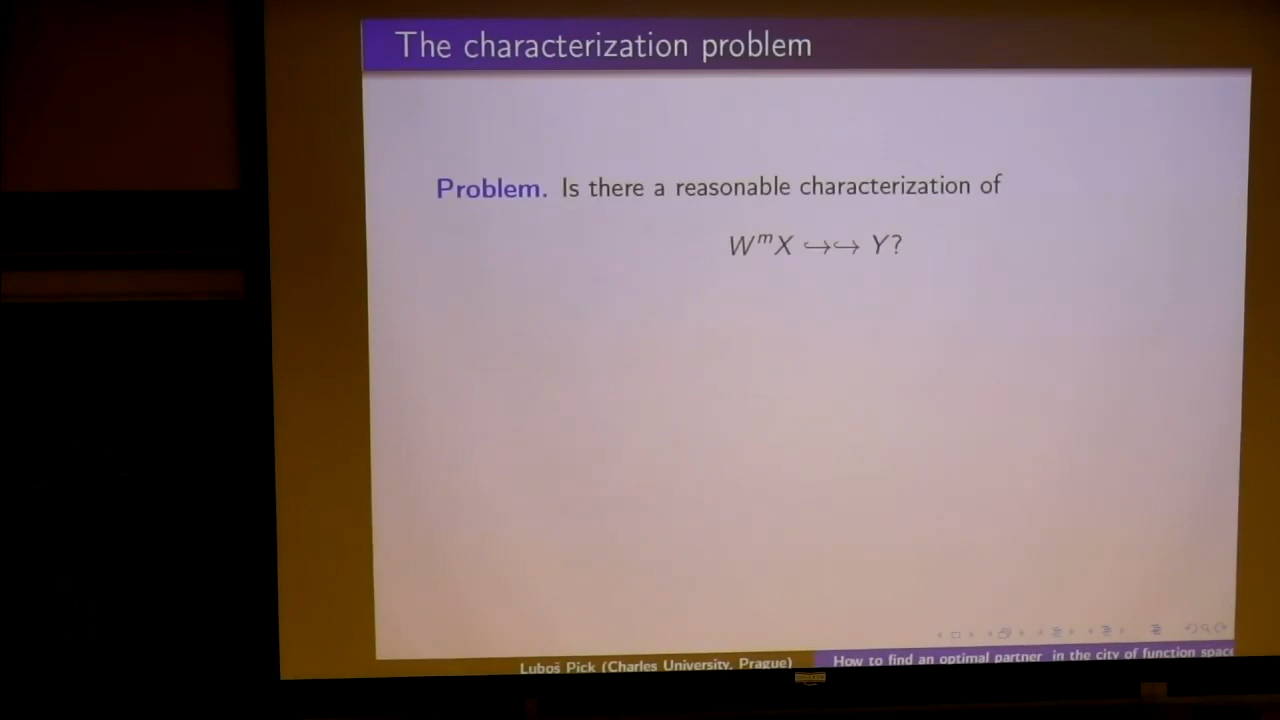 The characterization problem
Problem. Is there a reasonable characterization of
WᵐX ↪↪ Y?
Luboš Pick (Charles University, Prague)
How to find an optimal partner in the city of function space